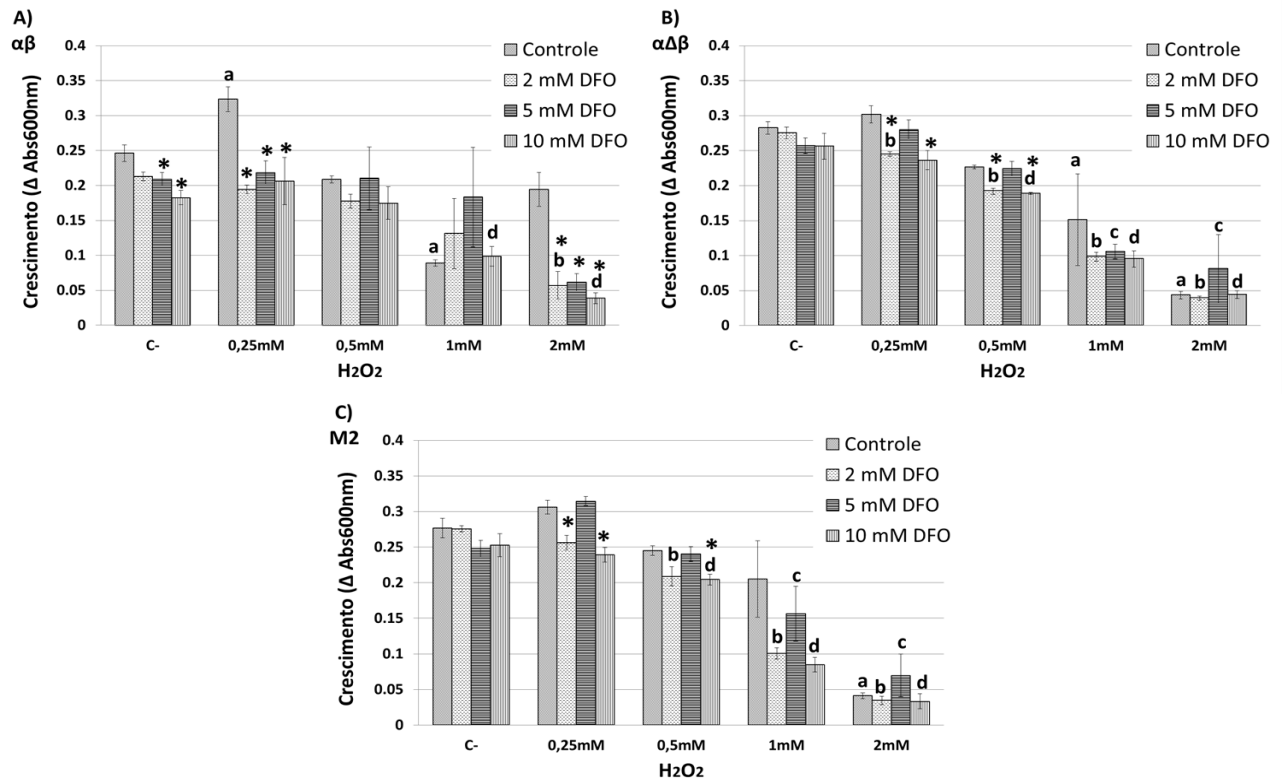 A)
αβ
Crescimento (Δ Abs600nm)
0.4
0.35
0.3
0.25
0.2
0.15
0.1
0.05
0
a
* *
* * *
a d
* b * * d
Controle
2 mM DFO
5 mM DFO
10 mM DFO
C- 0,25mM 0,5mM 1mM 2mM
H2O2
B)
αΔβ
Crescimento (Δ Abs600nm)
0.4
0.35
0.3
0.25
0.2
0.15
0.1
0.05
0
* b *
* b * d
a b c d
a b c d
Controle
2 mM DFO
5 mM DFO
10 mM DFO
C- 0,25mM 0,5mM 1mM 2mM
H2O2
C)
M2
Crescimento (Δ Abs600nm)
0.4
0.35
0.3
0.25
0.2
0.15
0.1
0.05
0
* *
b * d
b c d
a b c d
Controle
2 mM DFO
5 mM DFO
10 mM DFO
C- 0,25mM 0,5mM 1mM 2mM
H2O2